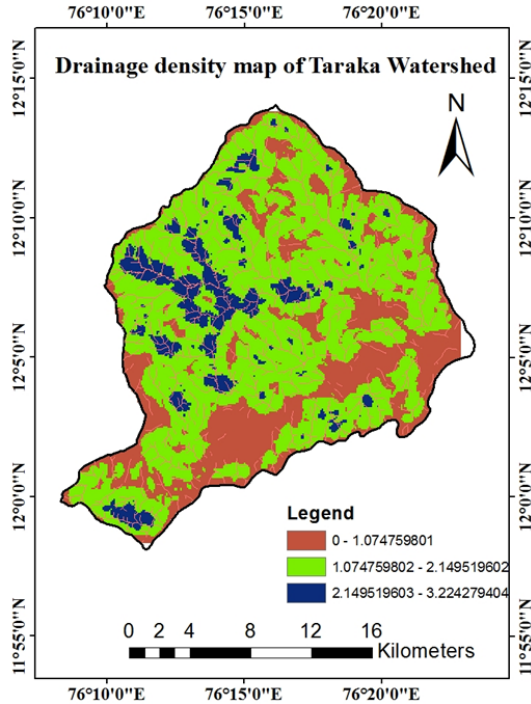 76°10'0"E 76°15'0"E 76°20'0"E
Drainage density map of Taraka Watershed
N
12°15'0"N 12°15'0"N
12°10'0"N 12°10'0"N
12°5'0"N 12°5'0"N
12°0'0"N 12°0'0"N
11°55'0"N 11°55'0"N
Legend
0 - 1.074759801
1.074759802 - 2.149519602
2.149519603 - 3.224279404
0 2 4 8 12 16
Kilometers
76°10'0"E 76°15'0"E 76°20'0"E